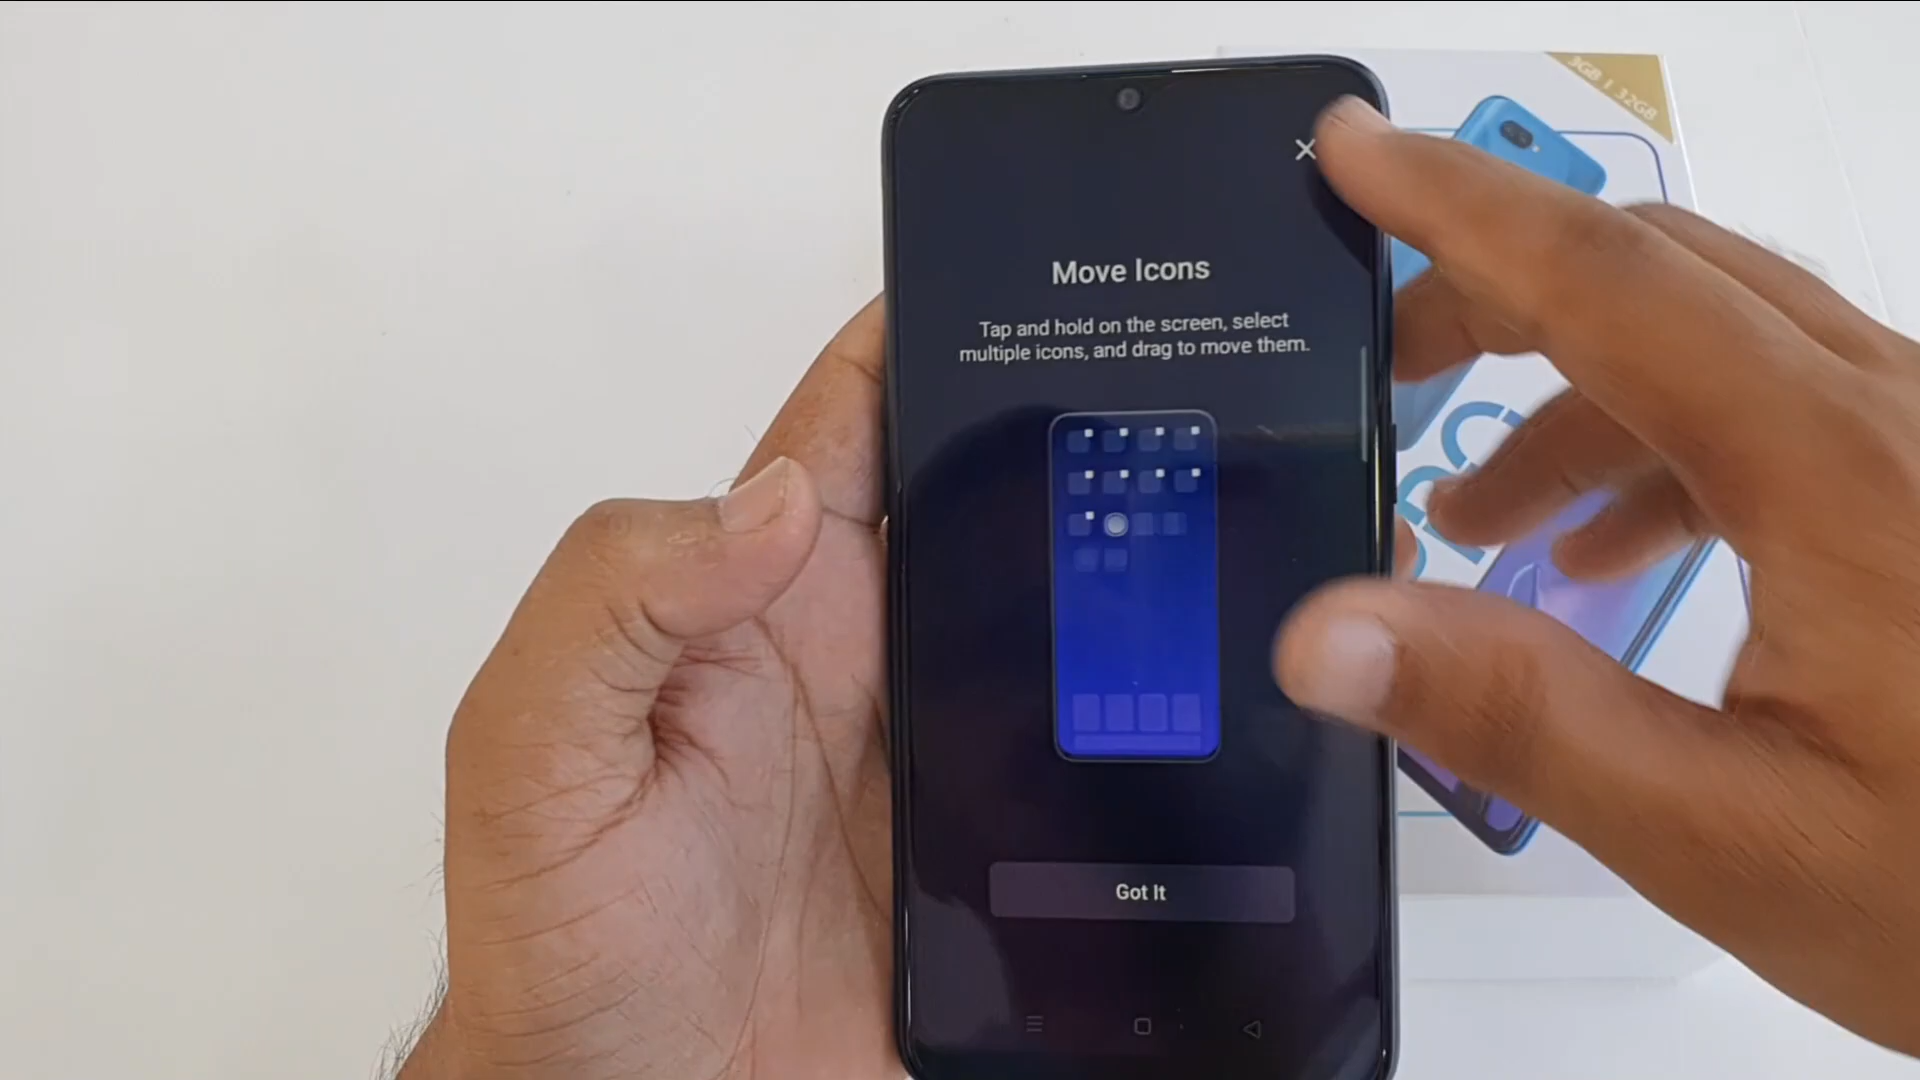 3GB | 32GB
Move Icons
Tap and hold on the screen, select
multiple icons, and drag to move them.
Got It